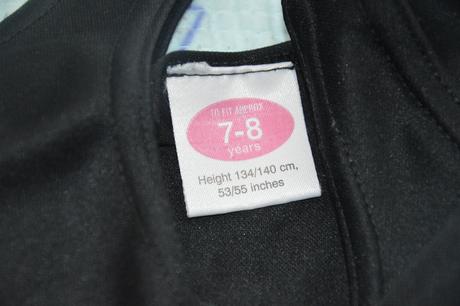 TO FIT APPROX
7-8
years
Height 134/140 cm,
53/55 inches